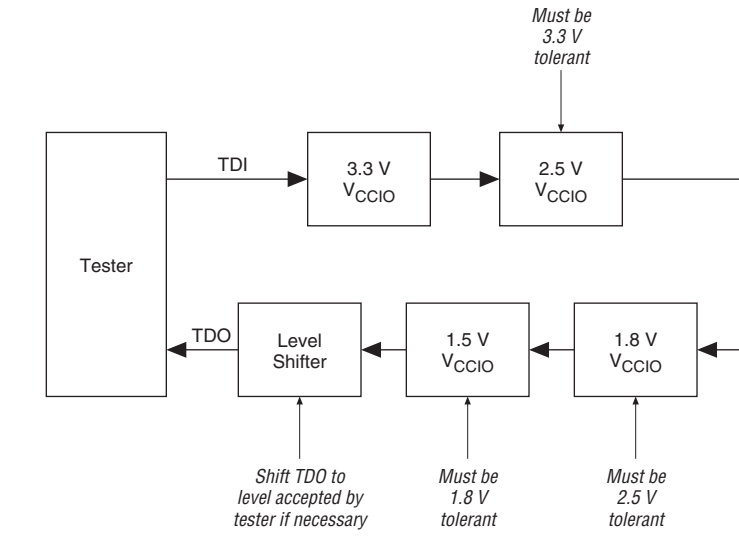 Must be
3.3 V
tolerant
TDI
3.3 V
VCCIO
2.5 V
VCCIO
Tester
TDO
Level
Shifter
1.5 V
VCCIO
1.8 V
VCCIO
Shift TDO to
level accepted by
tester if necessary
Must be
1.8 V
tolerant
Must be
2.5 V
tolerant